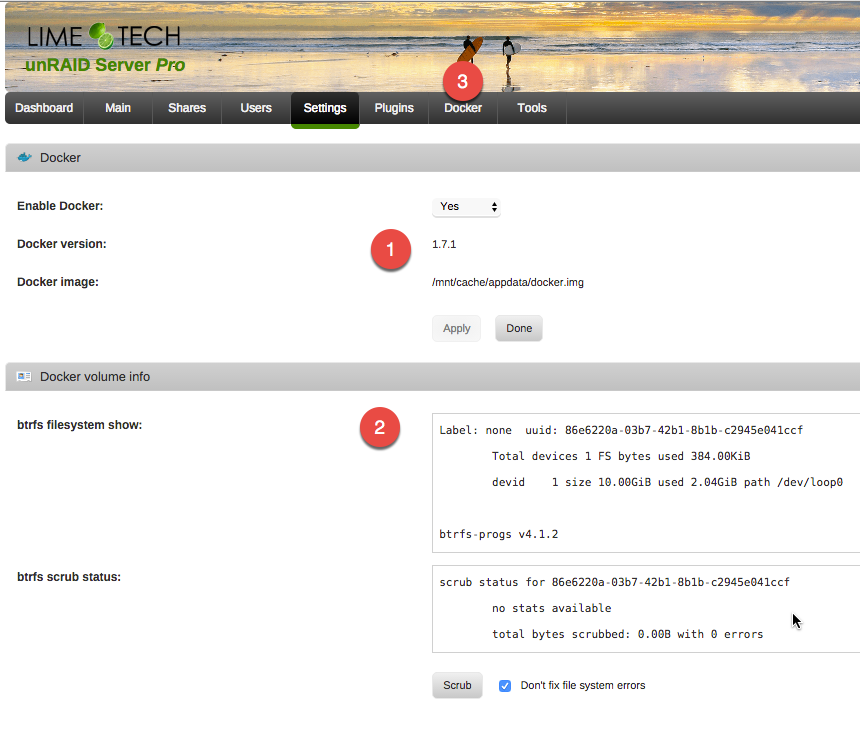 LIME TECH
unRAID Server Pro
3
Dashboard Main Shares Users Settings Plugins Docker Tools
Docker
Enable Docker: Yes
Docker version: 1 1.7.1
Docker image: /mnt/cache/appdata/docker.img
Apply Done
Docker volume info
btrfs filesystem show: 2 Label: none  uuid: 86e6220a-03b7-42b1-8b1b-c2945e041ccf
Total devices 1 FS bytes used 384.00KiB
devid    1 size 10.00GiB used 2.04GiB path /dev/loop0
btrfs-progs v4.1.2
btrfs scrub status: scrub status for 86e6220a-03b7-42b1-8b1b-c2945e041ccf
no stats available
total bytes scrubbed: 0.00B with 0 errors
Scrub Don't fix file system errors